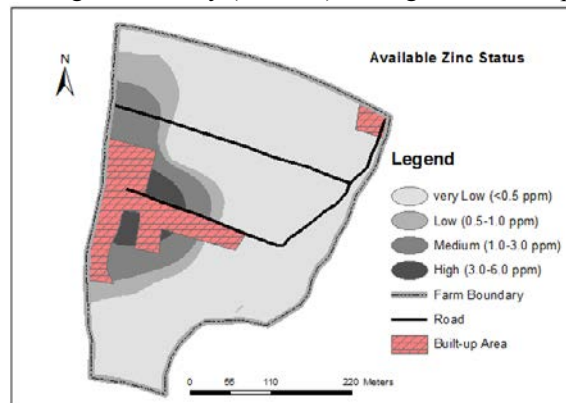 Available Zinc Status
N
Legend
very Low (<0.5 ppm)
Low (0.5-1.0 ppm)
Medium (1.0-3.0 ppm)
High (3.0-6.0 ppm)
Farm Boundary
Road
Built-up Area
0 55 110 220 Meters